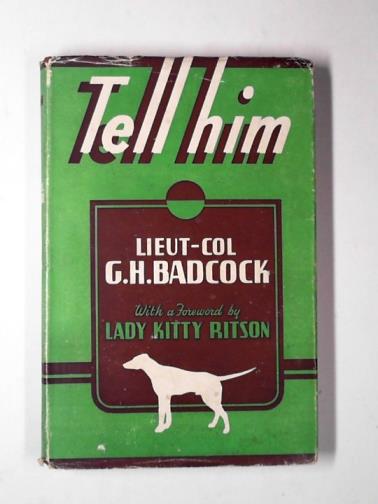 Tell him
LIEUT-COL
G.H.BADCOCK
With a Foreword by
LADY KITTY RITSON